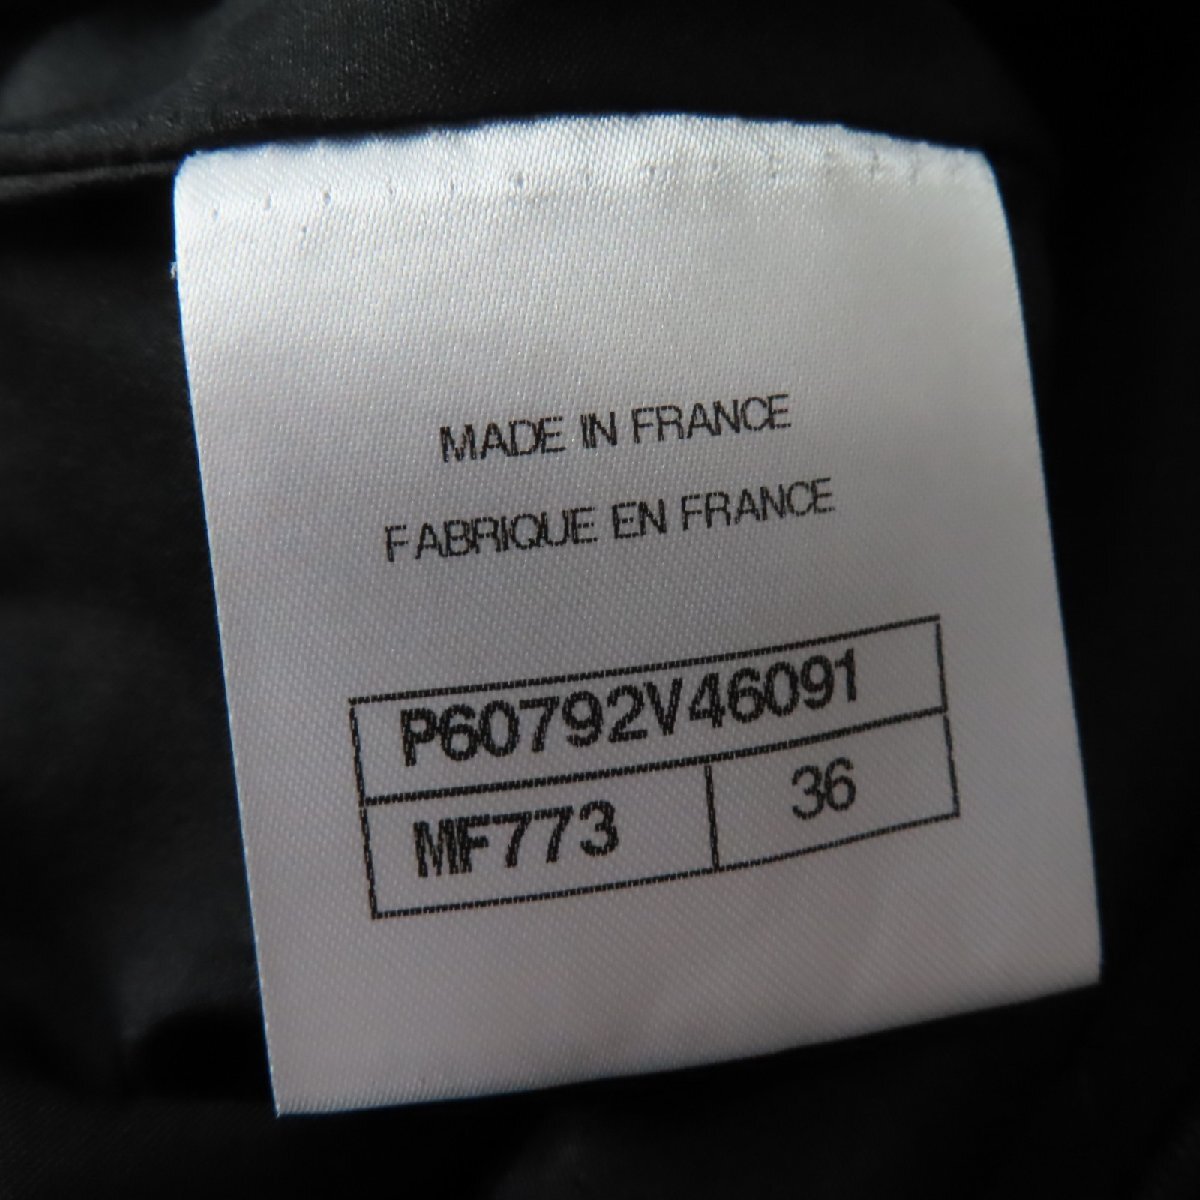 MADE IN FRANCE
FABRIQUE EN FRANCE
P60792V46091
MF773 36